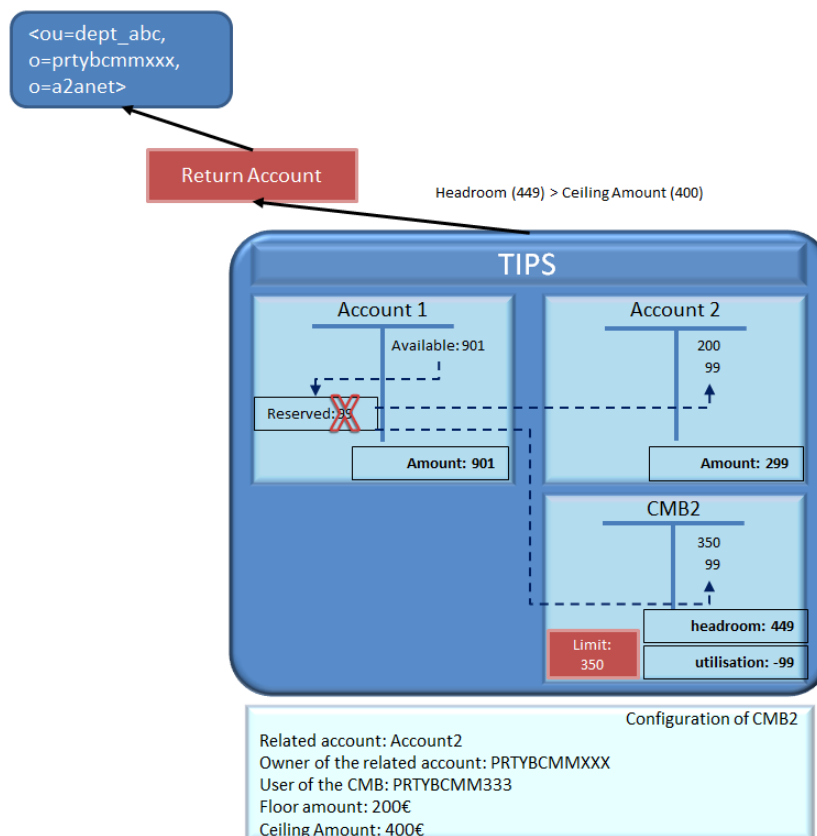 <ou=dept_abc,
o=prtybcmmxxx,
o=a2anet>
Return Account
Headroom (449) > Ceiling Amount (400)
TIPS
Account 1
Available: 901
Reserved: 99
Amount: 901
Account 2
200
99
Amount: 299
CMB2
350
99
headroom: 449
Limit:
350
utilisation: -99
Configuration of CMB2
Related account: Account2
Owner of the related account: PRTYBCMMXXX
User of the CMB: PRTYBCMM333
Floor amount: 200€
Ceiling Amount: 400€